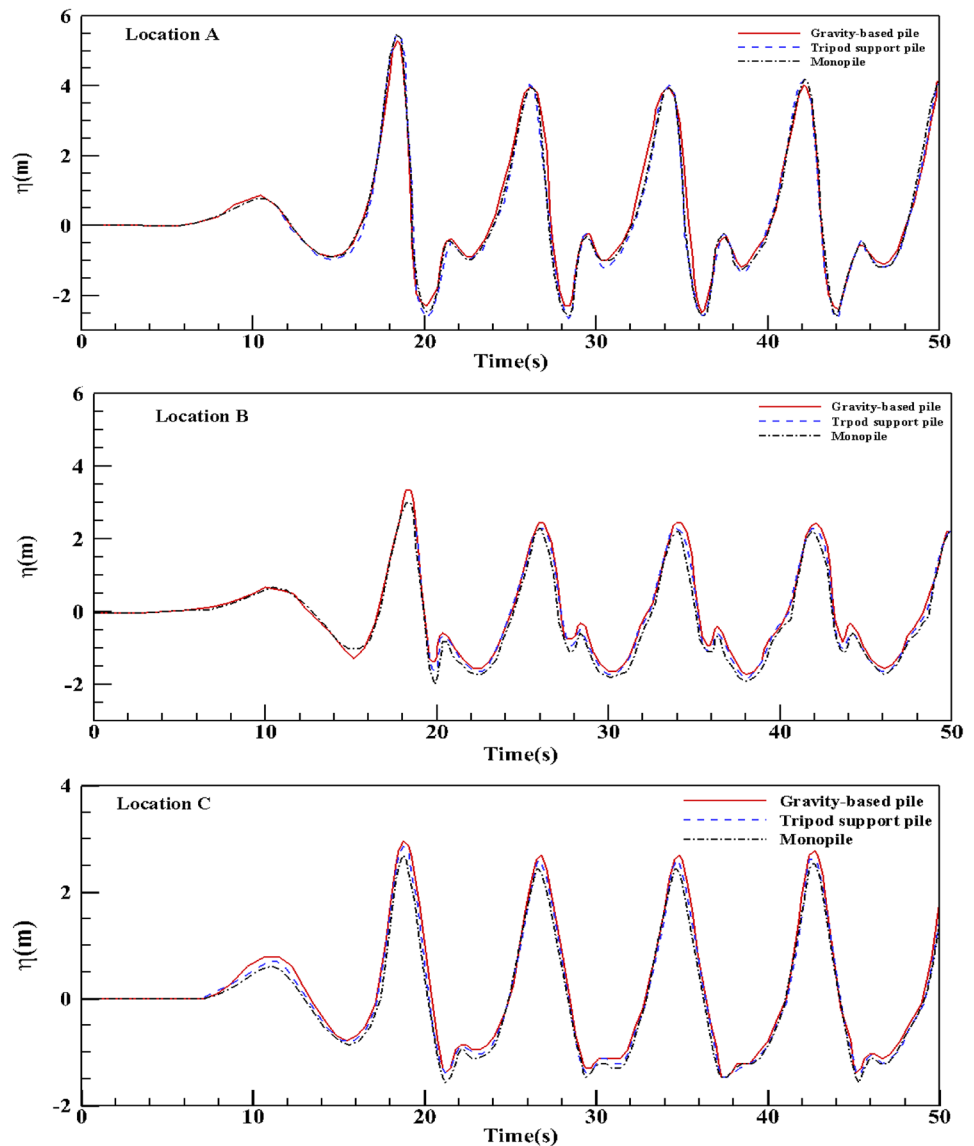 6
Location A
Gravity-based pile
Tripod support pile
Monopile
4
η(m)
2
0
-2
0 10 20 30 40 50
Time(s)
6
Location B
Gravity-based pile
Trpod support pile
Monopile
4
η(m)
2
0
-2
0 10 20 30 40 50
Time(s)
4
Location C
Gravity-based pile
Tripod support pile
Monopile
2
η(m)
0
-2
0 10 20 30 40 50
Time(s)